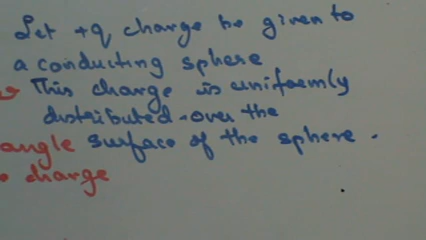 Let +q charge be given to
a conducting sphere
This charge is uniformly
distributed over the
angle surface of the sphere.
charge